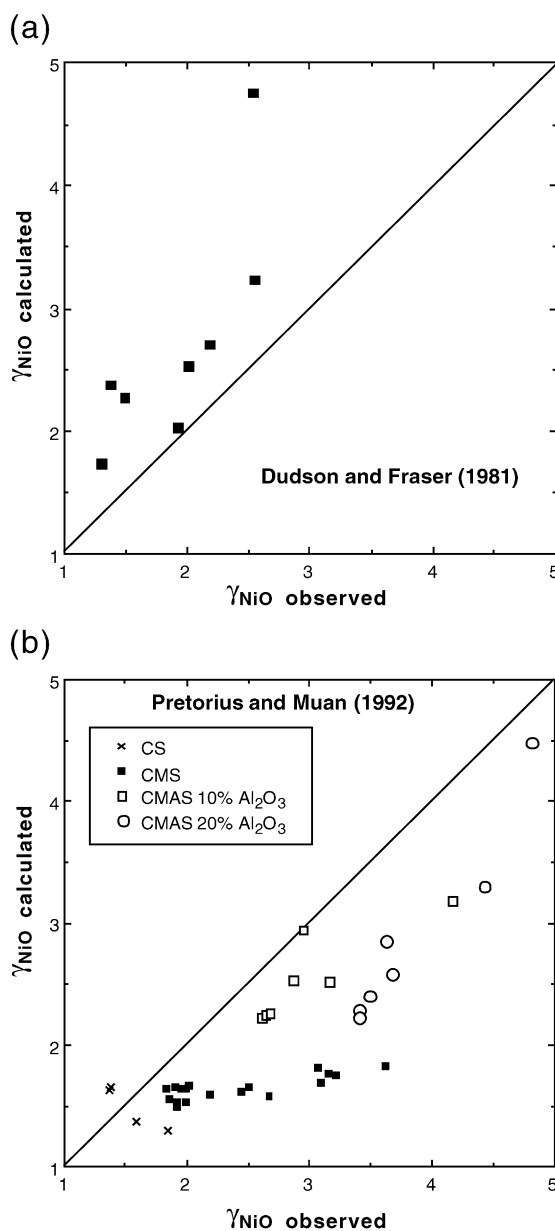 (a)
5
4
3
2
1
γNiO calculated
Dudson and Fraser (1981)
1 2 3 4 5
γNiO observed
(b)
5
4
3
2
1
γNiO calculated
Pretorius and Muan (1992)
CS
CMS
CMAS 10% Al2O3
CMAS 20% Al2O3
1 2 3 4 5
γNiO observed